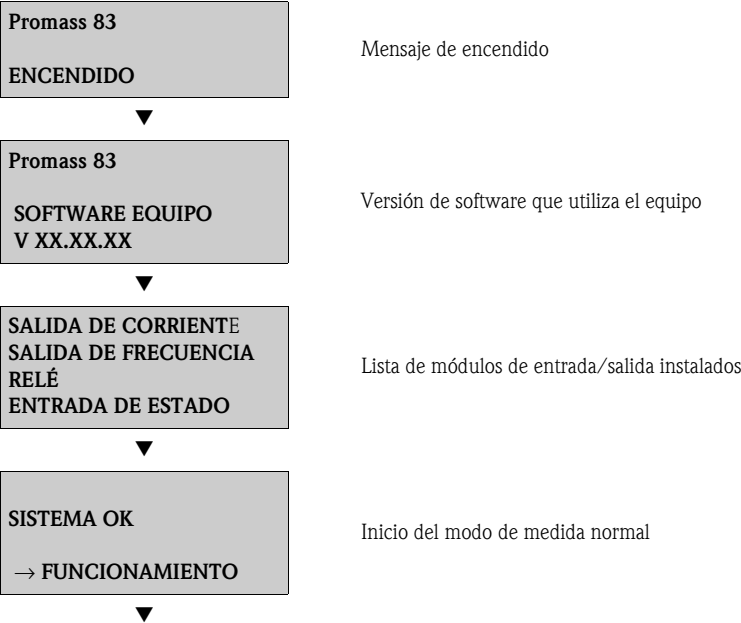 Promass 83
ENCENDIDO
Mensaje de encendido
▼
Promass 83
SOFTWARE EQUIPO
V XX.XX.XX
Versión de software que utiliza el equipo
▼
SALIDA DE CORRIENTE
SALIDA DE FRECUENCIA
RELÉ
ENTRADA DE ESTADO
Lista de módulos de entrada/salida instalados
▼
SISTEMA OK
→ FUNCIONAMIENTO
Inicio del modo de medida normal
▼